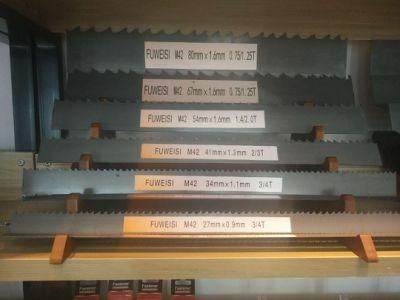 FUWEISI M42 80mm x 1.6mm 0.75/1.25T
FUWEISI M42 67mm x 1.6mm 0.75/1.25T
FUWEISI M42 54mm x 1.6mm 1.4/2.0T
FUWEISI M42 41mm x 1.3mm 2/3T
FUWEISI M42 34mm x 1.1mm 3/4T
FUWEISI M42 27mm x 0.9mm 3/4T
Fastener
Fastener